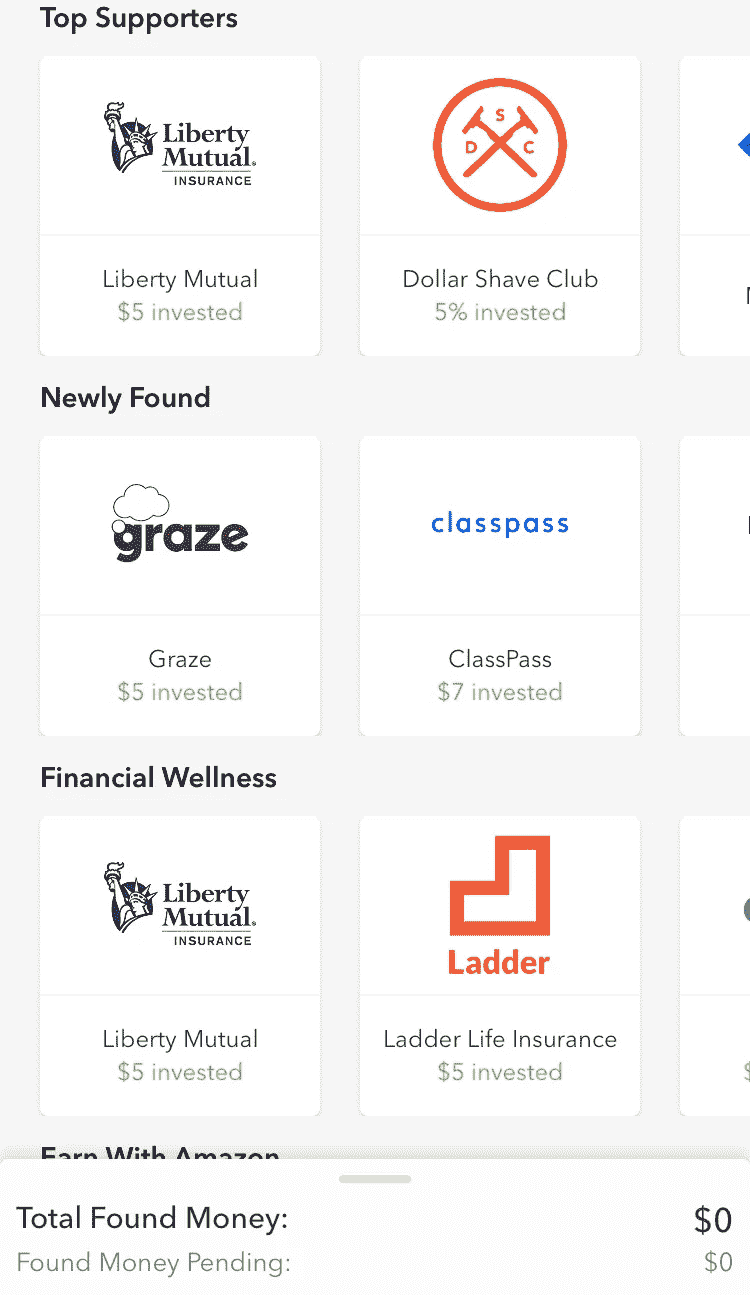 Top Supporters
Liberty
Mutual.
INSURANCE
S
D C
Liberty Mutual
$5 invested
Dollar Shave Club
5% invested
Newly Found
graze
classpass
Graze
$5 invested
ClassPass
$7 invested
Financial Wellness
Liberty
Mutual.
INSURANCE
Ladder
Liberty Mutual
$5 invested
Ladder Life Insurance
$5 invested
Earn With Amazon
Total Found Money: $0
Found Money Pending: $0